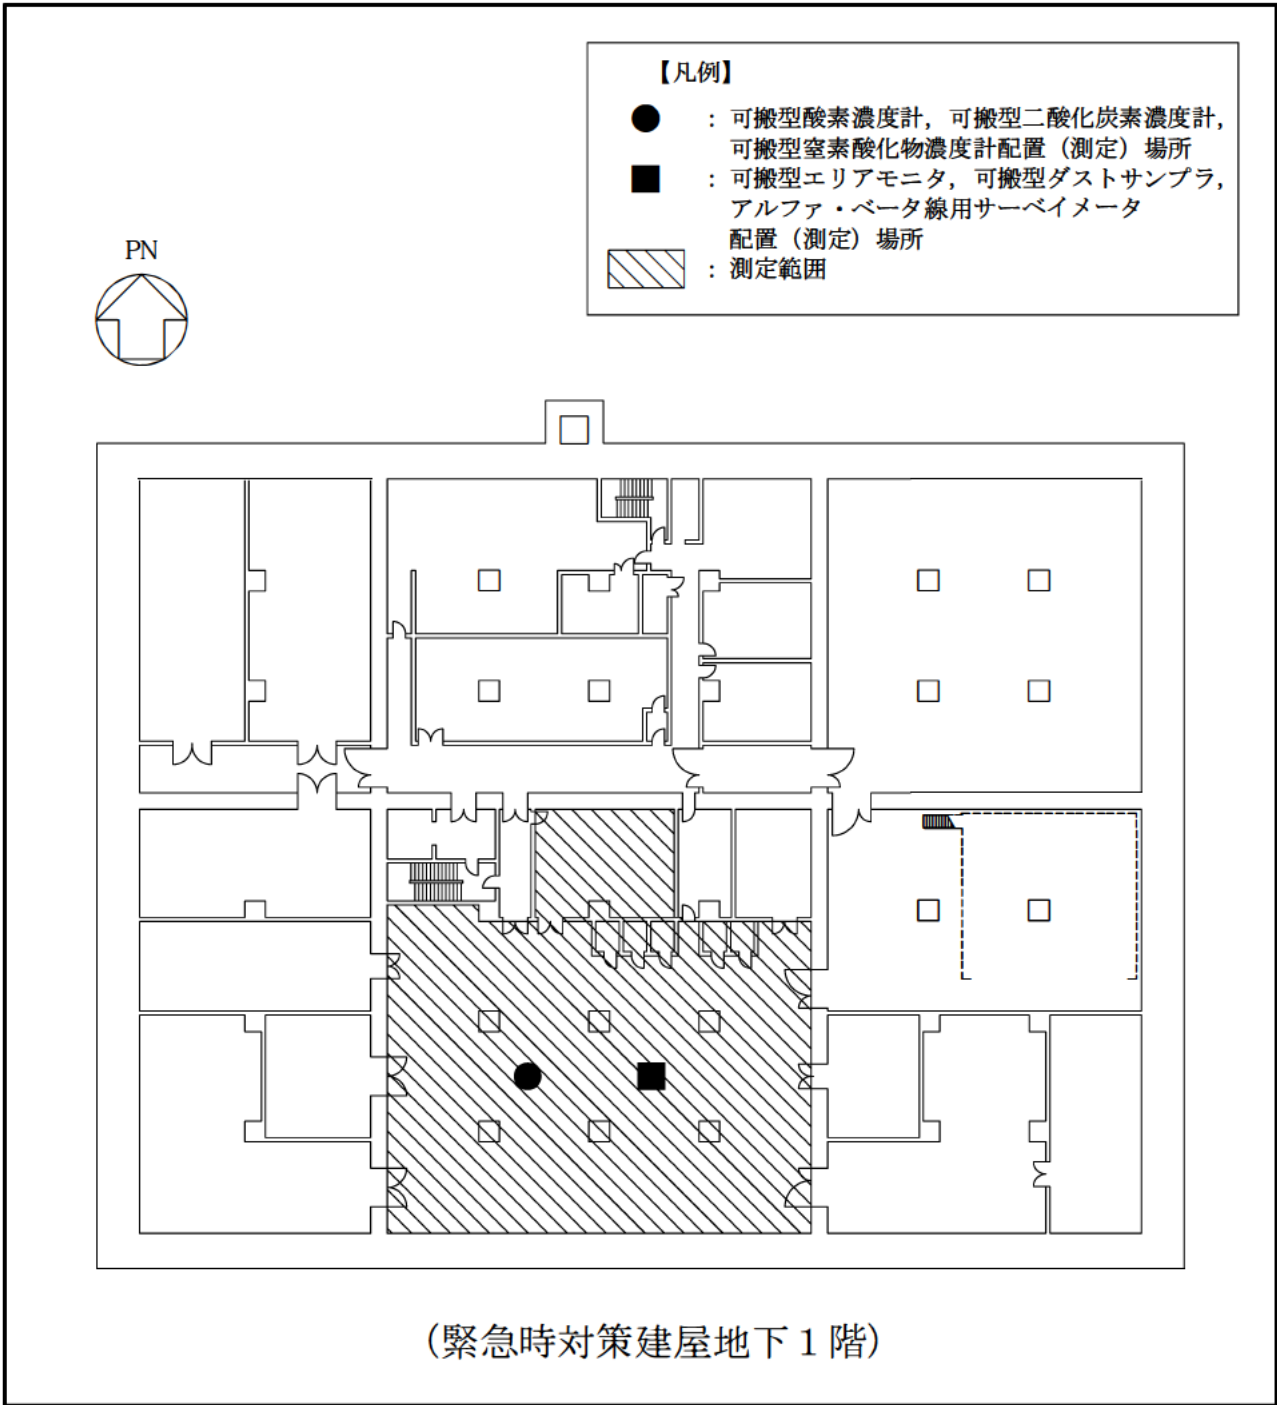 【凡例】
：可搬型酸素濃度計，可搬型二酸化炭素濃度計，
可搬型窒素酸化物濃度計配置（測定）場所
：可搬型エリアモニタ，可搬型ダストサンプラ，
アルファ・ベータ線用サーベイメータ
配置（測定）場所
：測定範囲
PN
（緊急時対策建屋地下１階）